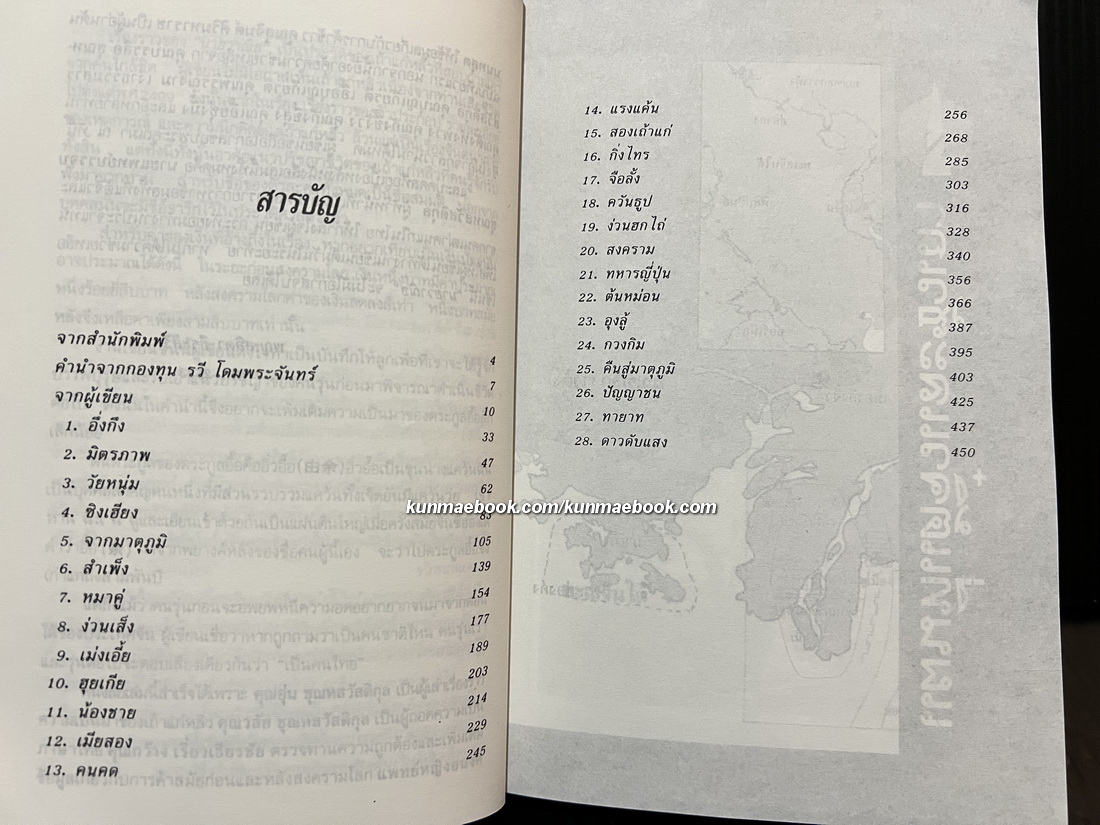 สารบัญ
จากสำนักพิมพ์ 4
คำนำจากกองทุน รวี โดมพระจันทร์ 7
จากผู้เขียน 10
1. อึ่งกึง 33
2. มิตรภาพ 47
3. วัยหนุ่ม 62
4. ซิงเฮียง
5. จากมาตุภูมิ 105
6. สำเพ็ง 139
7. หมาคู่ 154
8. ง่วนเส็ง 177
9. เม่งเอี้ย 189
10. ฮุยเกีย 203
11. น้องชาย 214
12. เมียสอง 229
13. คนคด 245
14. แรงแค้น 256
15. สองเถ้าแก่ 268
16. กิ่งไทร 285
17. จือลั้ง 303
18. ควันธูป 316
19. ง่วนฮกไถ่ 328
20. สงคราม 340
21. ทหารญี่ปุ่น 356
22. ต้นหม่อน 366
23. อุงลู้ 387
24. กวงกิม 395
25. คืนสู่มาตุภูมิ 403
26. ปัญญาชน 425
27. ทายาท 437
28. ดาวดับแสง 450
kunmaebook.com/kunmaebook.com